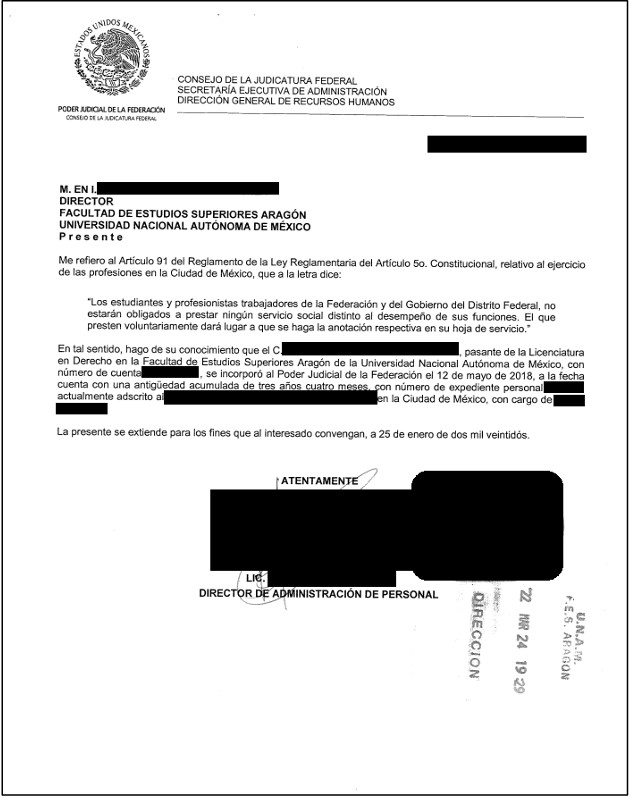 ESTADOS UNIDOS MEXICANOS
PODER JUDICIAL DE LA FEDERACIÓN
CONSEJO DE LA JUDICATURA FEDERAL
CONSEJO DE LA JUDICATURA FEDERAL
SECRETARÍA EJECUTIVA DE ADMINISTRACIÓN
DIRECCIÓN GENERAL DE RECURSOS HUMANOS
M. EN I.
DIRECTOR
FACULTAD DE ESTUDIOS SUPERIORES ARAGÓN
UNIVERSIDAD NACIONAL AUTÓNOMA DE MÉXICO
P r e s e n t e
Me refiero al Artículo 91 del Reglamento de la Ley Reglamentaria del Artículo 5o. Constitucional, relativo al ejercicio
de las profesiones en la Ciudad de México, que a la letra dice:
"Los estudiantes y profesionistas trabajadores de la Federación y del Gobierno del Distrito Federal, no
estarán obligados a prestar ningún servicio social distinto al desempeño de sus funciones. El que
presten voluntariamente dará lugar a que se haga la anotación respectiva en su hoja de servicio."
En tal sentido, hago de su conocimiento que el C. , pasante de la Licenciatura
en Derecho en la Facultad de Estudios Superiores Aragón de la Universidad Nacional Autónoma de México, con
número de cuenta , se incorporó al Poder Judicial de la Federación el 12 de mayo de 2018, a la fecha
cuenta con una antigüedad acumulada de tres años cuatro meses, con número de expediente personal
actualmente adscrito al en la Ciudad de México, con cargo de
La presente se extiende para los fines que al interesado convengan, a 25 de enero de dos mil veintidós.
ATENTAMENTE
LIC.
DIRECTOR DE ADMINISTRACIÓN DE PERSONAL
DIRECCION
'22 MAR 24 19:29
U.N.A.M.
F.E.S. ARAGON